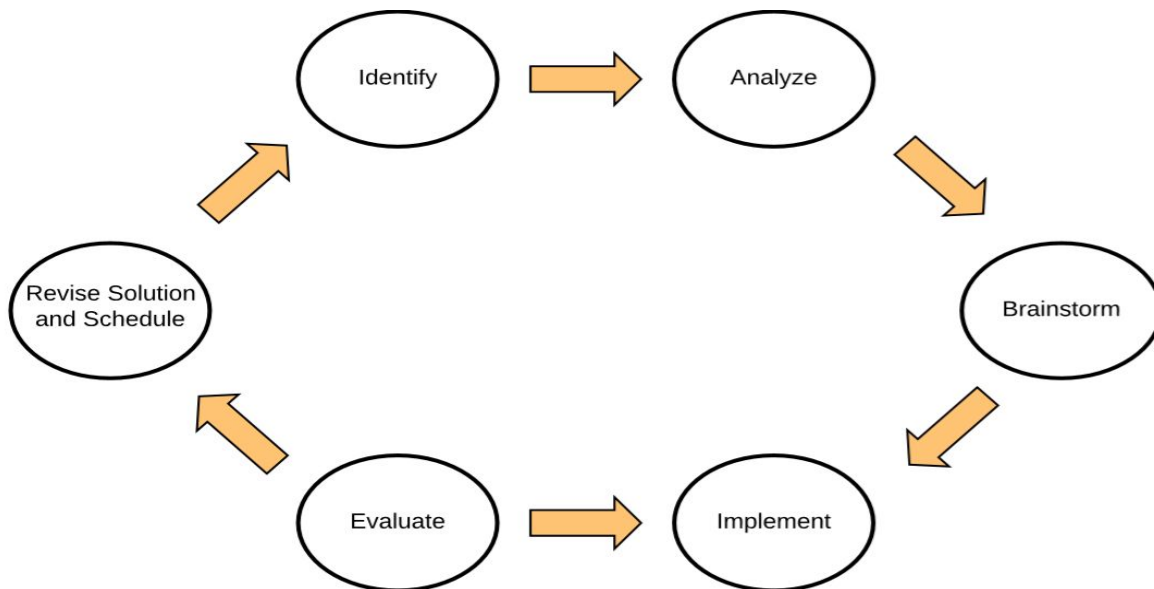 Identify
Analyze
Brainstorm
Implement
Evaluate
Revise Solution
and Schedule